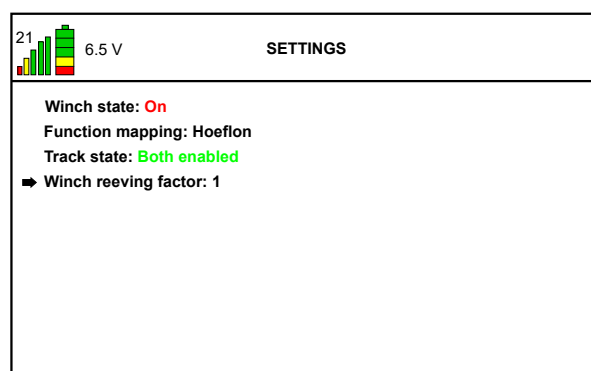 21
6.5 V
SETTINGS
Winch state: On
Function mapping: Hoeflon
Track state: Both enabled
Winch reeving factor: 1